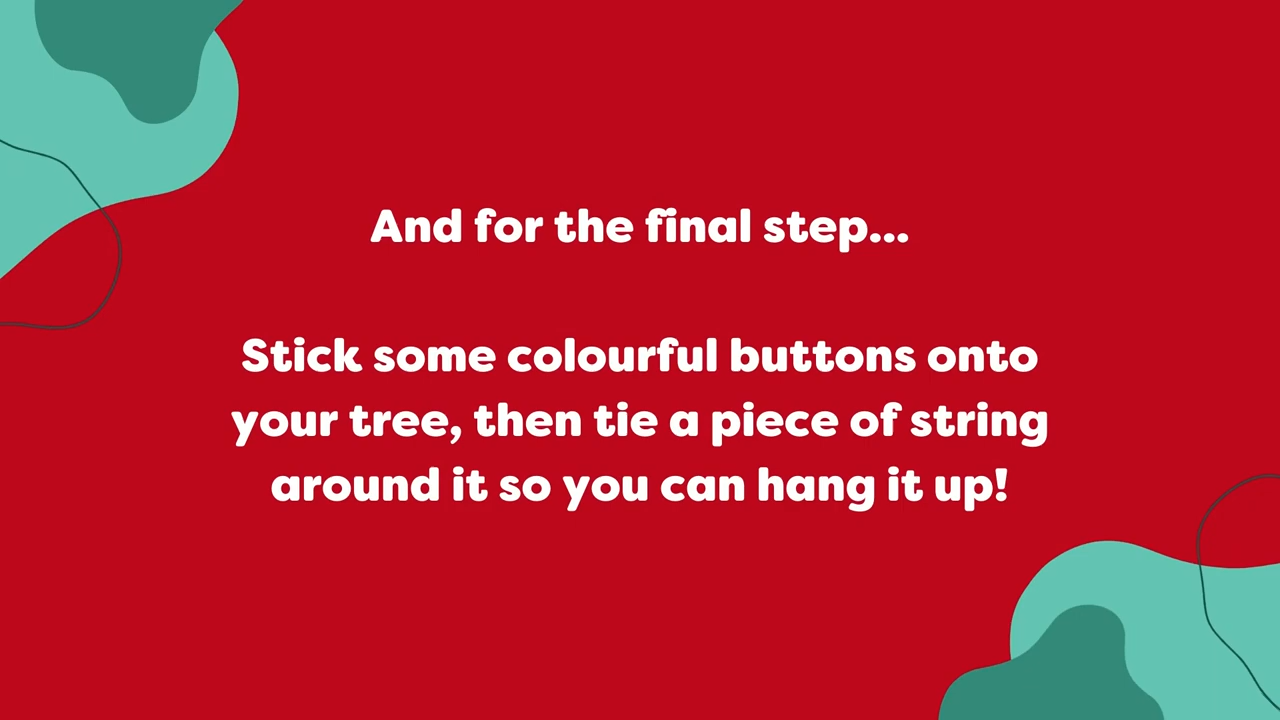 And for the final step...
Stick some colourful buttons onto
your tree, then tie a piece of string
around it so you can hang it up!